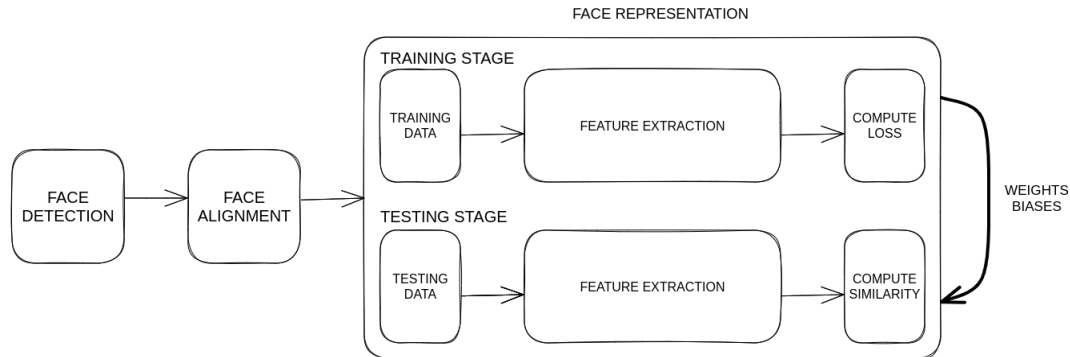 FACE REPRESENTATION
TRAINING STAGE
TRAINING
DATA
FEATURE EXTRACTION
COMPUTE
LOSS
FACE
DETECTION
FACE
ALIGNMENT
WEIGHTS
BIASES
TESTING STAGE
TESTING
DATA
FEATURE EXTRACTION
COMPUTE
SIMILARITY